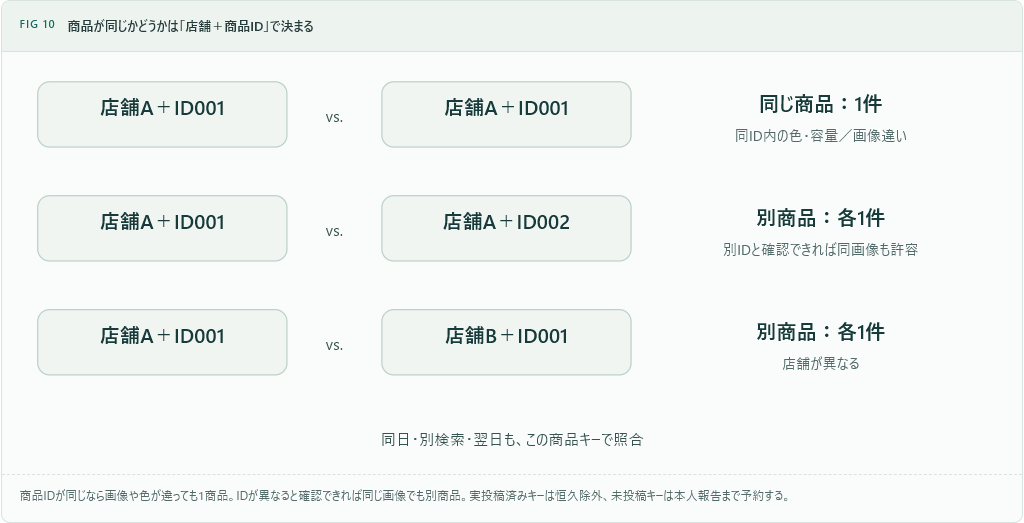 FIG 10 商品が同じかどうかは「店舗＋商品ID」で決まる
店舗A＋ID001 vs. 店舗A＋ID001 同じ商品：1件
同ID内の色・容量／画像違い
店舗A＋ID001 vs. 店舗A＋ID002 別商品：各1件
別IDと確認できれば同画像も許容
店舗A＋ID001 vs. 店舗B＋ID001 別商品：各1件
店舗が異なる
同日・別検索・翌日も、この商品キーで照合
商品IDが同じなら画像や色が違っても1商品。IDが異なると確認できれば同じ画像でも別商品。実投稿済みキーは恒久除外、未投稿キーは本人報告まで予約する。